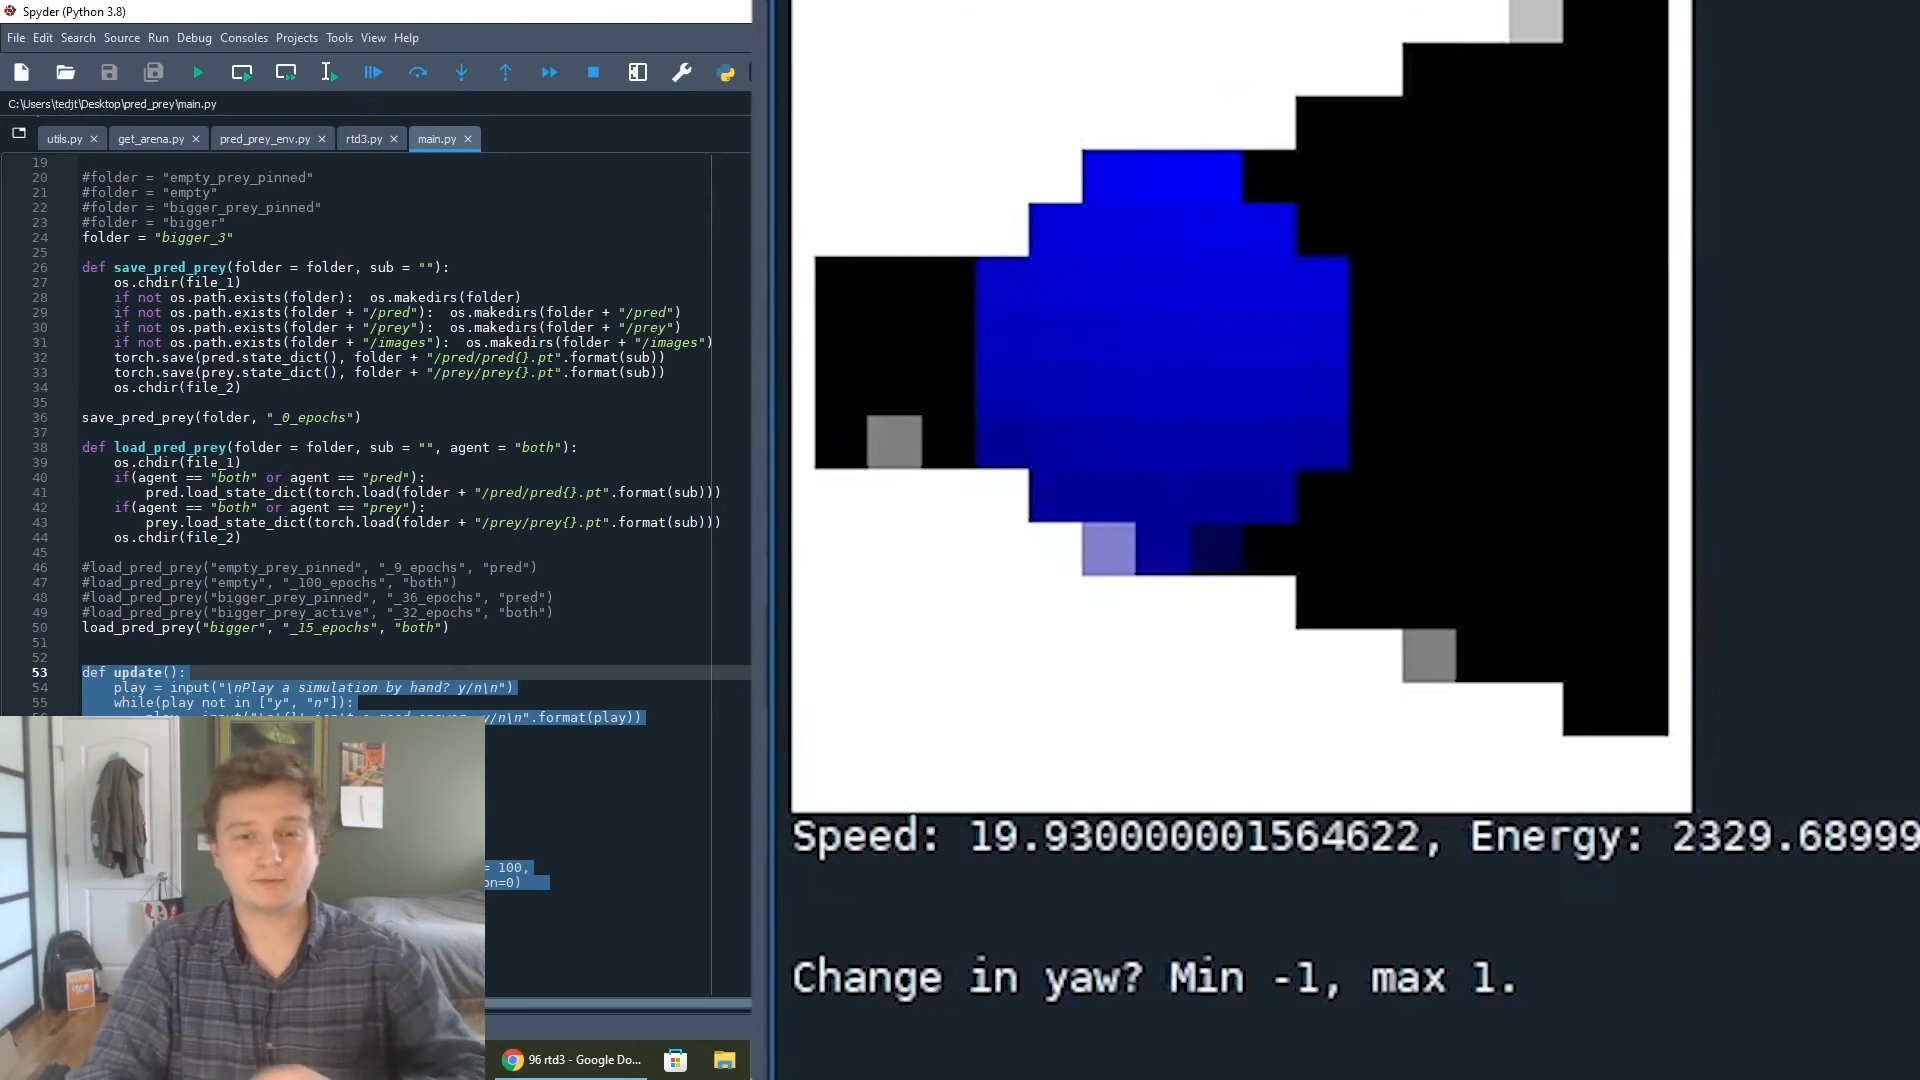 Spyder (Python 3.8)
File Edit Search Source Run Debug Consoles Projects Tools View Help
C:\Users\tedjt\Desktop\pred_prey\main.py
utils.py get_arena.py pred_prey_env.py rtd3.py main.py
19
20 #folder = "empty_prey_pinned"
21 #folder = "empty"
22 #folder = "bigger_prey_pinned"
23 #folder = "bigger"
24 folder = "bigger_3"
25
26 def save_pred_prey(folder = folder, sub = ""):
27 os.chdir(file_1)
28 if not os.path.exists(folder): os.makedirs(folder)
29 if not os.path.exists(folder + "/pred"): os.makedirs(folder + "/pred")
30 if not os.path.exists(folder + "/prey"): os.makedirs(folder + "/prey")
31 if not os.path.exists(folder + "/images"): os.makedirs(folder + "/images")
32 torch.save(pred.state_dict(), folder + "/pred/pred{}.pt".format(sub))
33 torch.save(prey.state_dict(), folder + "/prey/prey{}.pt".format(sub))
34 os.chdir(file_2)
35
36 save_pred_prey(folder, "_0_epochs")
37
38 def load_pred_prey(folder = folder, sub = "", agent = "both"):
39 os.chdir(file_1)
40 if(agent == "both" or agent == "pred"):
41 pred.load_state_dict(torch.load(folder + "/pred/pred{}.pt".format(sub)))
42 if(agent == "both" or agent == "prey"):
43 prey.load_state_dict(torch.load(folder + "/prey/prey{}.pt".format(sub)))
44 os.chdir(file_2)
45
46 #load_pred_prey("empty_prey_pinned", "_9_epochs", "pred")
47 #load_pred_prey("empty", "_100_epochs", "both")
48 #load_pred_prey("bigger_prey_pinned", "_36_epochs", "pred")
49 #load_pred_prey("bigger_prey_active", "_32_epochs", "both")
50 load_pred_prey("bigger", "_15_epochs", "both")
51
52
53 def update():
54 play = input("\nPlay a simulation by hand? y/n\n")
55 while(play not in ["y", "n"]):
y/n\n".format(play))
= 100,
on=0)
96 rtd3 - Google Do...
Speed: 19.930000001564622, Energy: 2329.68999
Change in yaw? Min -1, max 1.